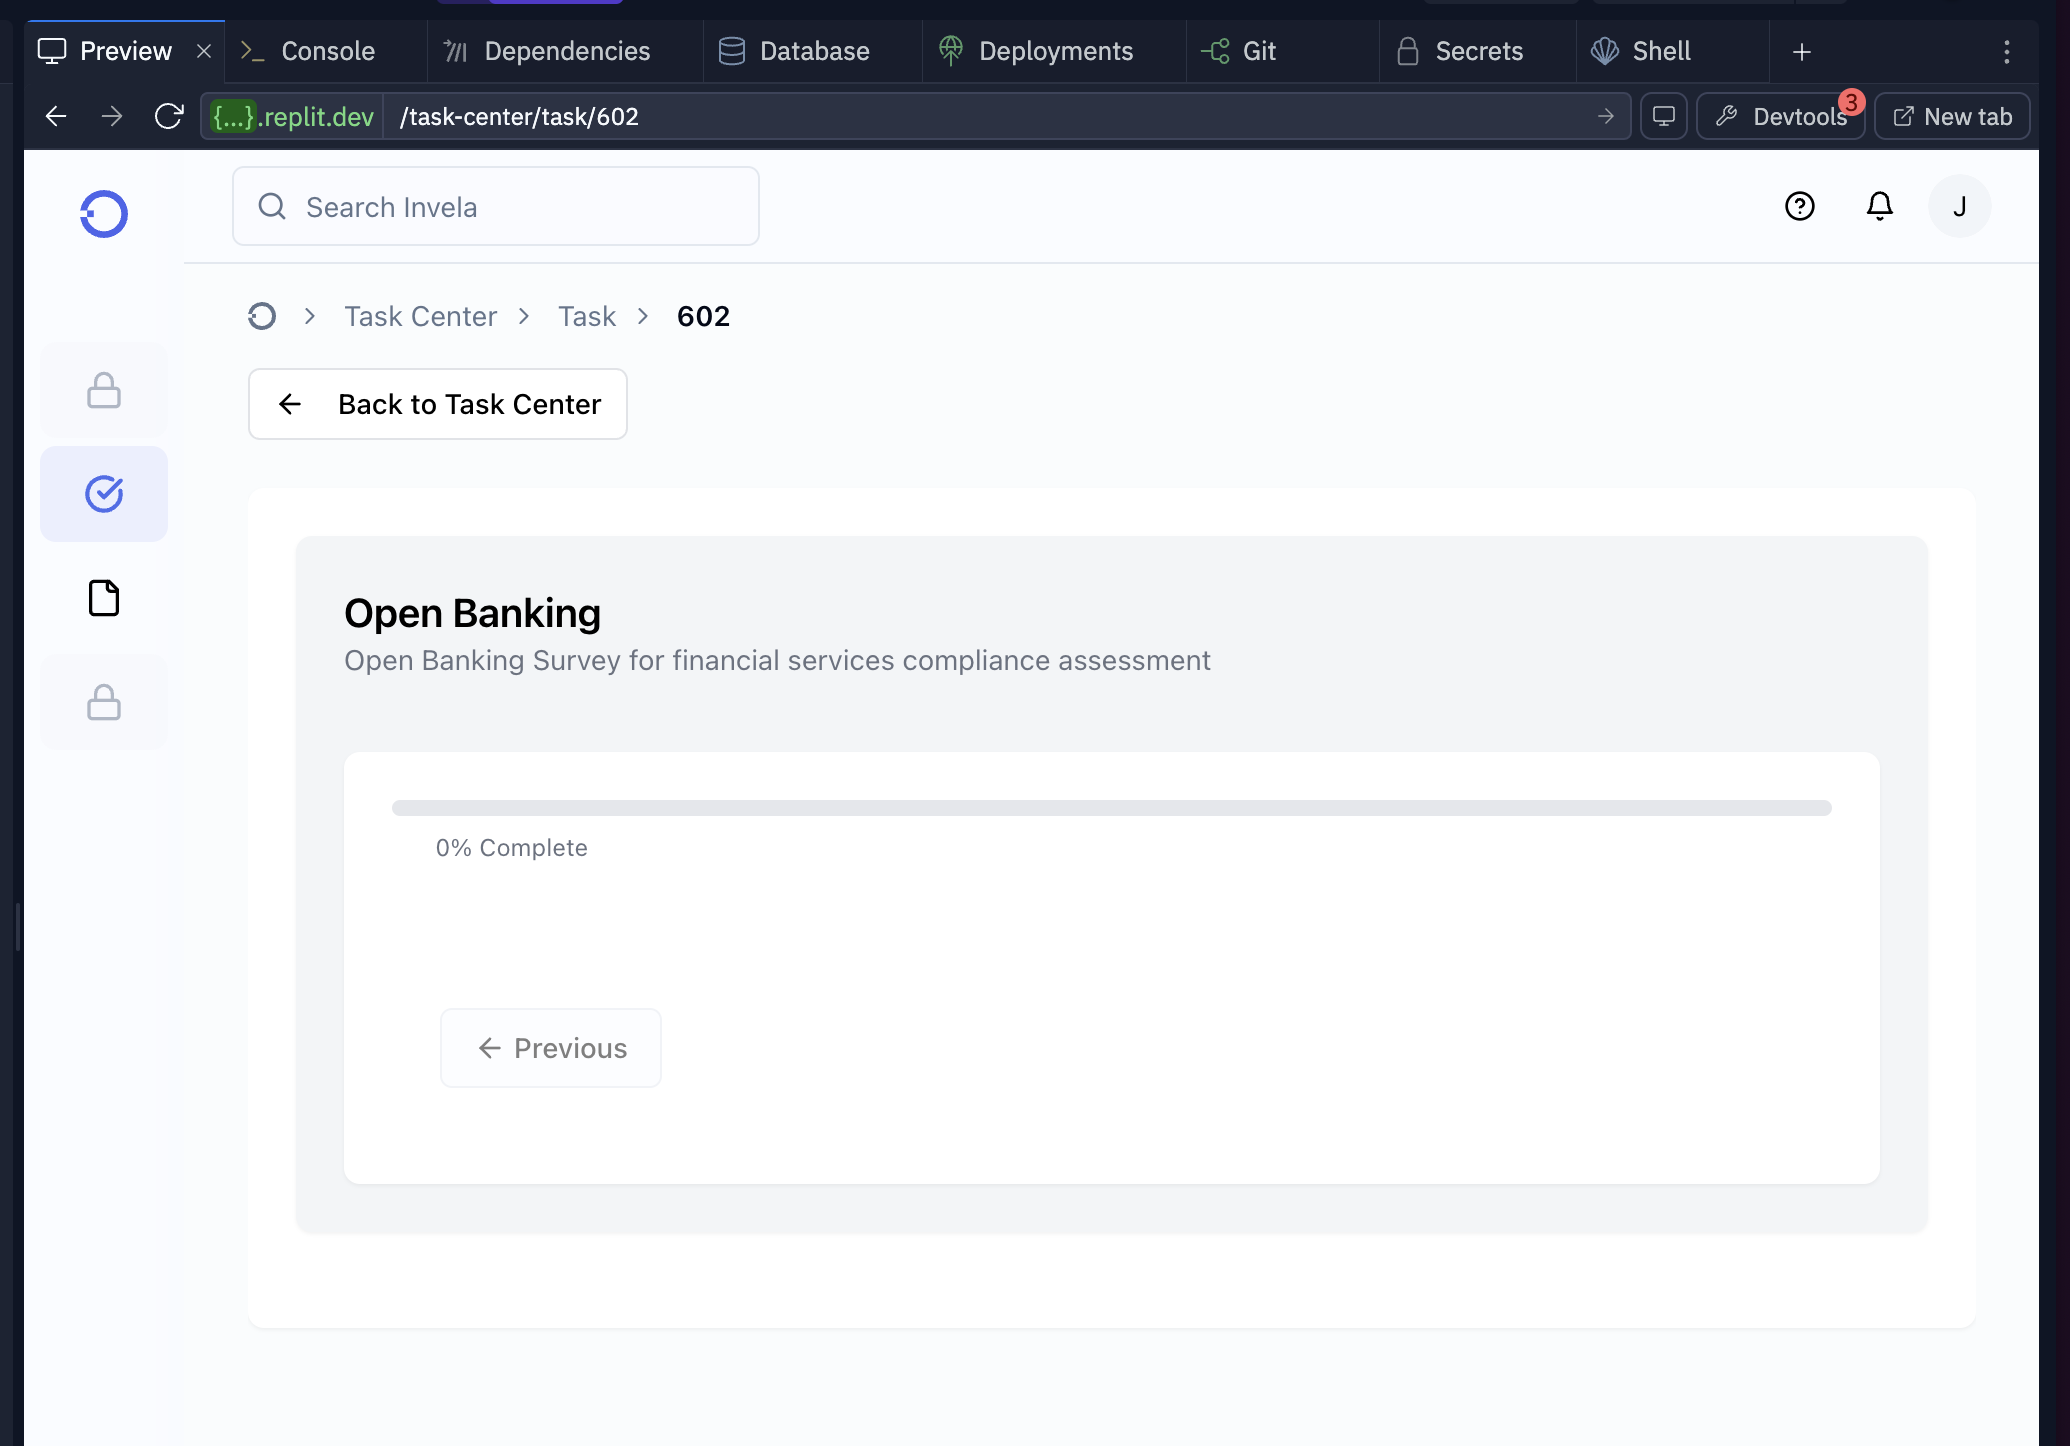 Preview
Console
Dependencies
Database
Deployments
Git
Secrets
Shell
{...}.replit.dev
/task-center/task/602
Devtools
3
New tab
Search Invela
J
Task Center
Task
602
Back to Task Center
Open Banking
Open Banking Survey for financial services compliance assessment
0% Complete
Previous